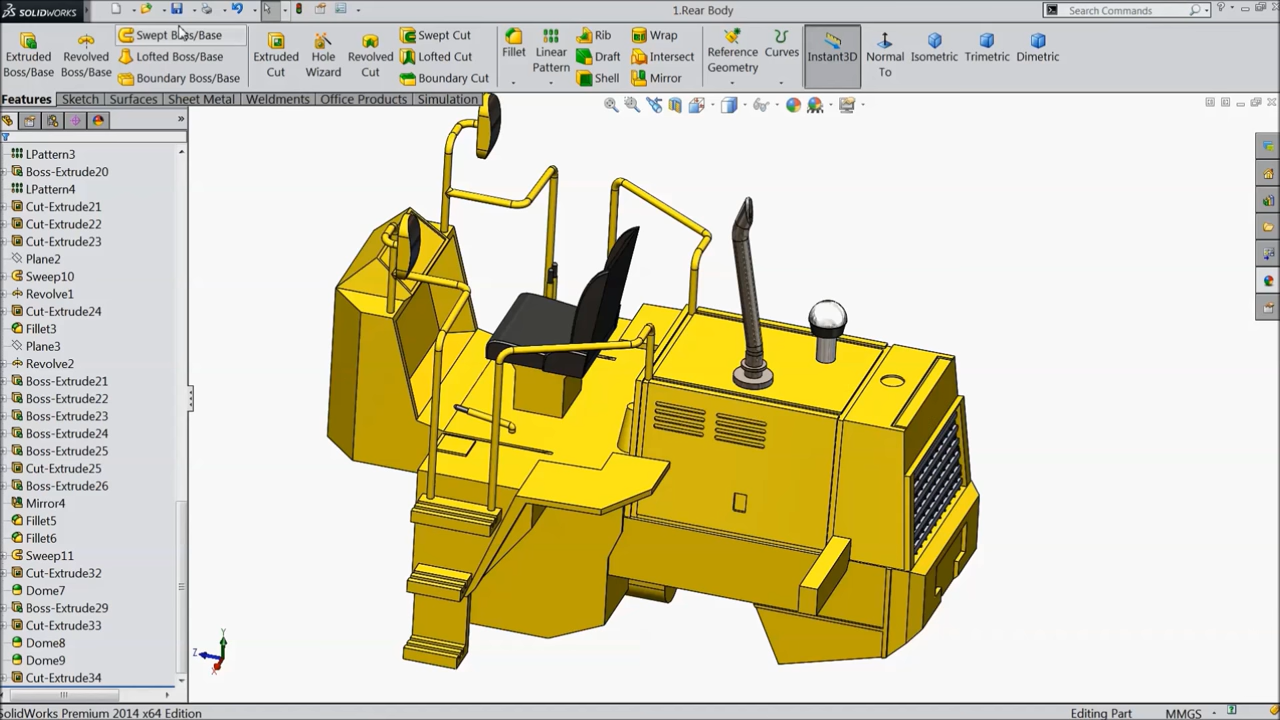 SOLIDWORKS
1.Rear Body
Search Commands
Extruded Boss/Base
Revolved Boss/Base
Swept Boss/Base
Lofted Boss/Base
Boundary Boss/Base
Extruded Cut
Hole Wizard
Revolved Cut
Swept Cut
Lofted Cut
Boundary Cut
Fillet
Linear Pattern
Rib
Draft
Shell
Wrap
Intersect
Mirror
Reference Geometry
Curves
Instant3D
Normal To
Isometric
Trimetric
Dimetric
Features
Sketch
Surfaces
Sheet Metal
Weldments
Office Products
Simulation
LPattern3
Boss-Extrude20
LPattern4
Cut-Extrude21
Cut-Extrude22
Cut-Extrude23
Plane2
Sweep10
Revolve1
Cut-Extrude24
Fillet3
Plane3
Revolve2
Boss-Extrude21
Boss-Extrude22
Boss-Extrude23
Boss-Extrude24
Boss-Extrude25
Cut-Extrude25
Boss-Extrude26
Mirror4
Fillet5
Fillet6
Sweep11
Cut-Extrude32
Dome7
Boss-Extrude29
Cut-Extrude33
Dome8
Dome9
Cut-Extrude34
Y
Z
X
SolidWorks Premium 2014 x64 Edition
Editing Part
MMGS